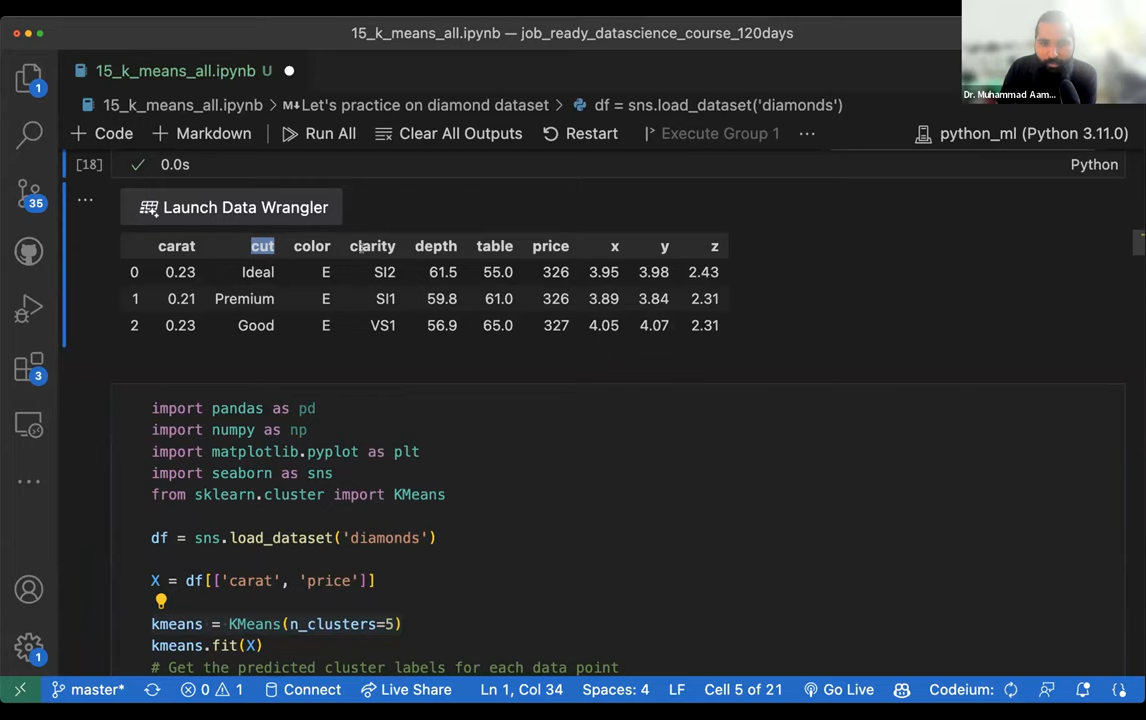 15_k_means_all.ipynb — job_ready_datascience_course_120days
Dr. Muhammad Aam...
15_k_means_all.ipynb U
15_k_means_all.ipynb > M↓Let's practice on diamond dataset > df = sns.load_dataset('diamonds')
+ Code + Markdown Run All Clear All Outputs Restart Execute Group 1 ... python_ml (Python 3.11.0)
[18] ✓ 0.0s Python
1
35
3
1
... Launch Data Wrangler
carat cut color clarity depth table price x y z
0 0.23 Ideal E SI2 61.5 55.0 326 3.95 3.98 2.43
1 0.21 Premium E SI1 59.8 61.0 326 3.89 3.84 2.31
2 0.23 Good E VS1 56.9 65.0 327 4.05 4.07 2.31
import pandas as pd
import numpy as np
import matplotlib.pyplot as plt
import seaborn as sns
from sklearn.cluster import KMeans
df = sns.load_dataset('diamonds')
X = df[['carat', 'price']]
kmeans = KMeans(n_clusters=5)
kmeans.fit(X)
# Get the predicted cluster labels for each data point
master* 0 1 Connect Live Share Ln 1, Col 34 Spaces: 4 LF Cell 5 of 21 Go Live Codeium: {}